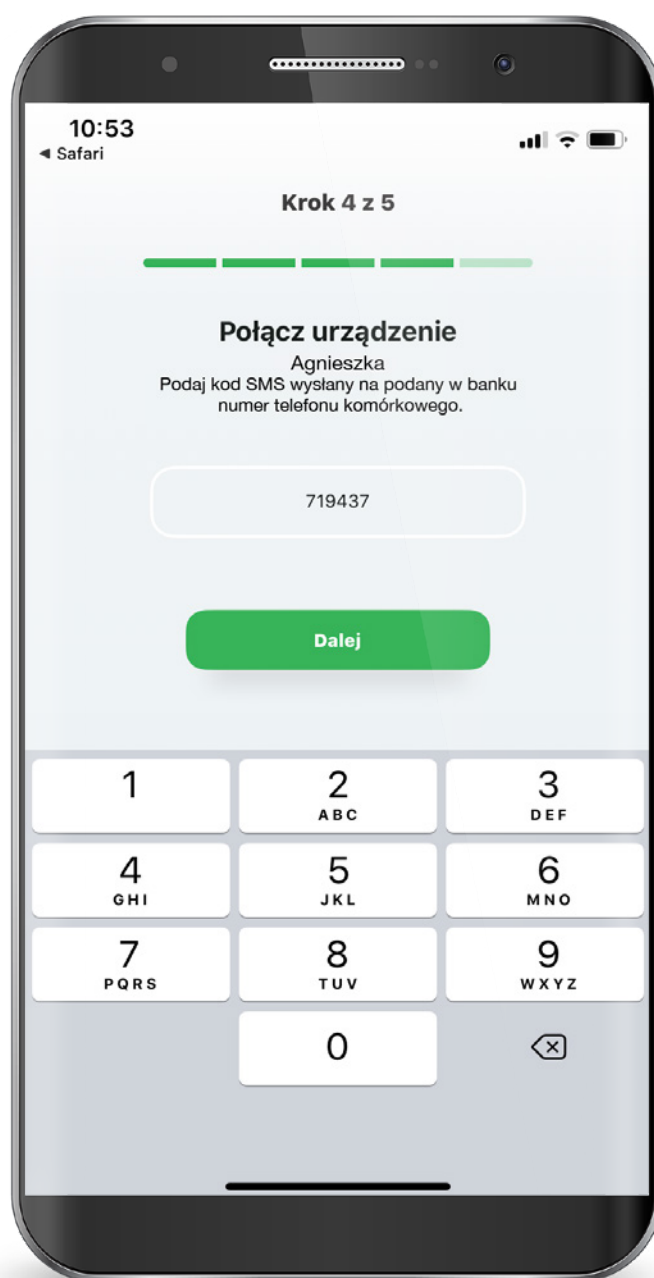 10:53
◄ Safari
Krok 4 z 5
Połącz urządzenie
Agnieszka
Podaj kod SMS wysłany na podany w banku
numer telefonu komórkowego.
719437
Dalej
1 2 3
ABC DEF
4 5 6
GHI JKL MNO
7 8 9
PQRS TUV WXYZ
0